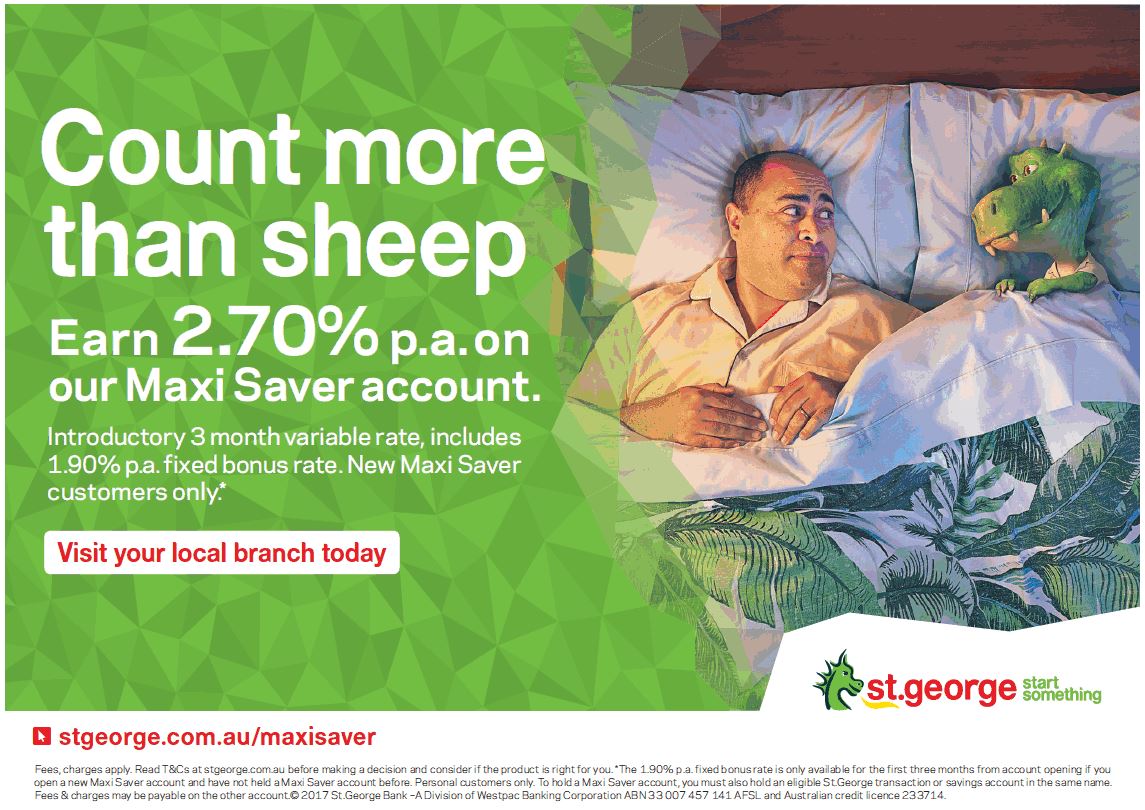 Count more
than sheep
Earn 2.70% p.a. on
our Maxi Saver account.
Introductory 3 month variable rate, includes
1.90% p.a. fixed bonus rate. New Maxi Saver
customers only.*
Visit your local branch today
st.george start
something
stgeorge.com.au/maxisaver
Fees, charges apply. Read T&Cs at stgeorge.com.au before making a decision and consider if the product is right for you. *The 1.90% p.a. fixed bonus rate is only available for the first three months from account opening if you
open a new Maxi Saver account and have not held a Maxi Saver account before. Personal customers only. To hold a Maxi Saver account, you must also hold an eligible St.George transaction or savings account in the same name.
Fees & charges may be payable on the other account.© 2017 St.George Bank – A Division of Westpac Banking Corporation ABN 33 007 457 141 AFSL and Australian credit licence 233714.